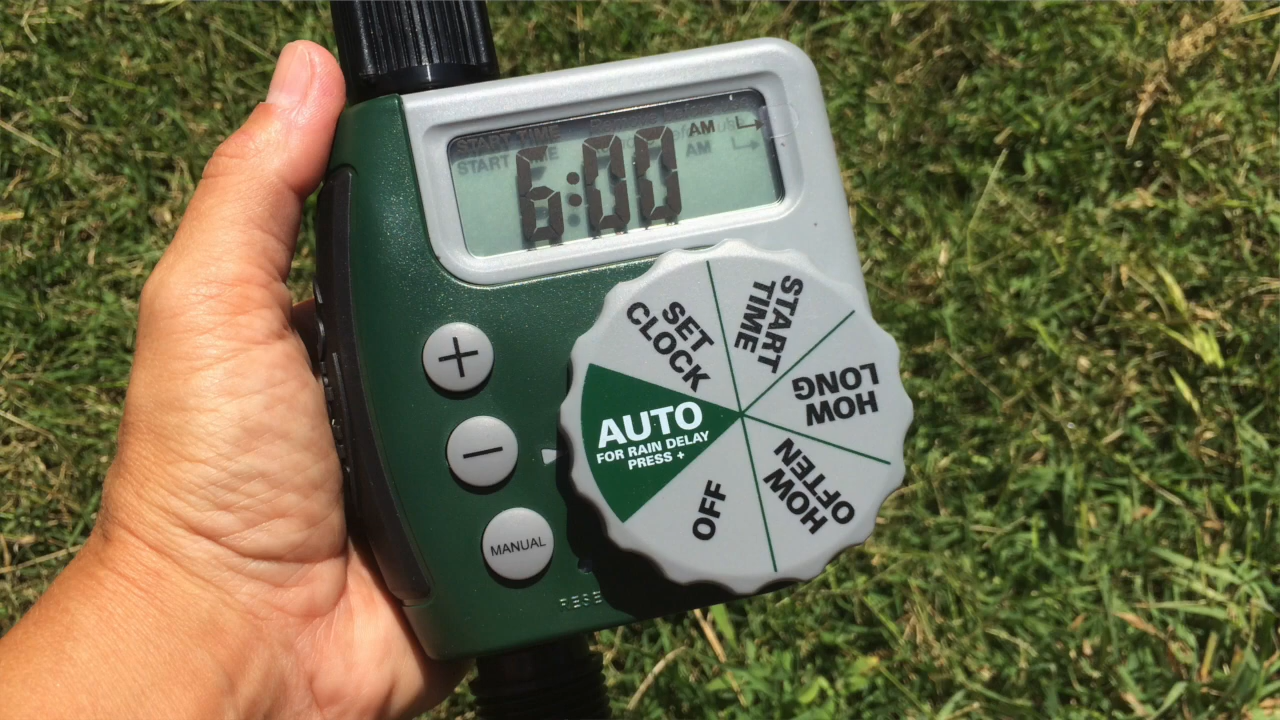 START TIME
6:00 AM
SET
CLOCK
START
TIME
HOW
LONG
HOW
OFTEN
OFF
AUTO
FOR RAIN DELAY
PRESS +
+
−
MANUAL
RESE